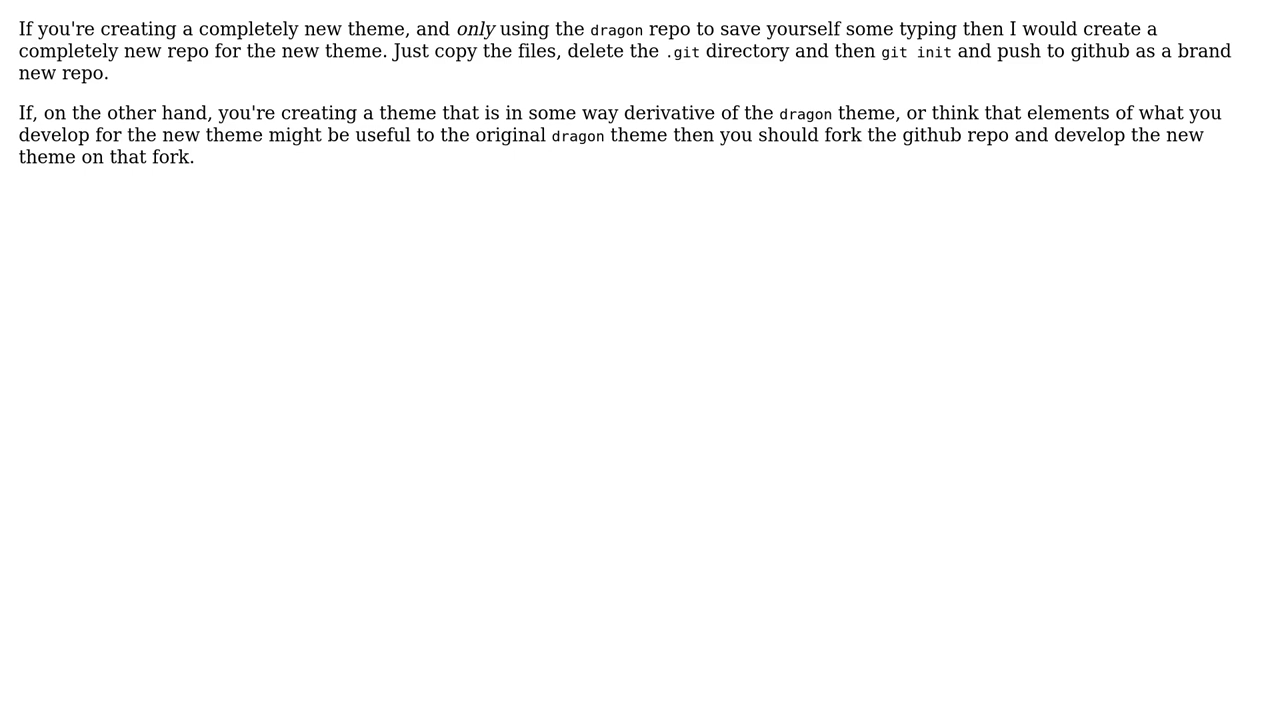 If you're creating a completely new theme, and only using the dragon repo to save yourself some typing then I would create a
completely new repo for the new theme. Just copy the files, delete the .git directory and then git init and push to github as a brand
new repo.
If, on the other hand, you're creating a theme that is in some way derivative of the dragon theme, or think that elements of what you
develop for the new theme might be useful to the original dragon theme then you should fork the github repo and develop the new
theme on that fork.